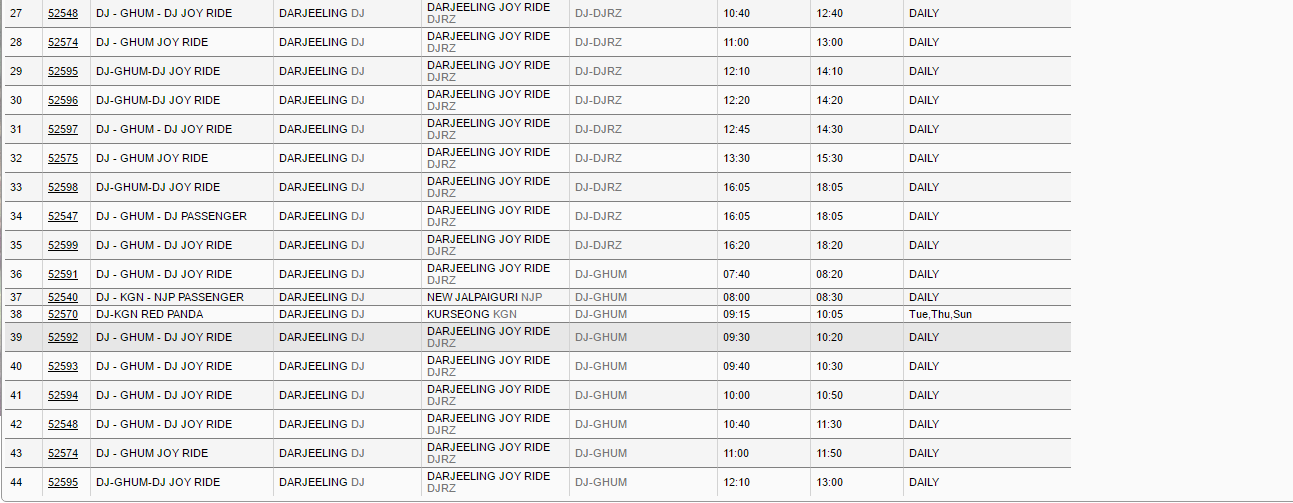 27 52548 DJ - GHUM - DJ JOY RIDE DARJEELING DJ DARJEELING JOY RIDE DJRZ DJ-DJRZ 10:40 12:40 DAILY
28 52574 DJ - GHUM JOY RIDE DARJEELING DJ DARJEELING JOY RIDE DJRZ DJ-DJRZ 11:00 13:00 DAILY
29 52595 DJ-GHUM-DJ JOY RIDE DARJEELING DJ DARJEELING JOY RIDE DJRZ DJ-DJRZ 12:10 14:10 DAILY
30 52596 DJ-GHUM-DJ JOY RIDE DARJEELING DJ DARJEELING JOY RIDE DJRZ DJ-DJRZ 12:20 14:20 DAILY
31 52597 DJ - GHUM - DJ JOY RIDE DARJEELING DJ DARJEELING JOY RIDE DJRZ DJ-DJRZ 12:45 14:30 DAILY
32 52575 DJ - GHUM JOY RIDE DARJEELING DJ DARJEELING JOY RIDE DJRZ DJ-DJRZ 13:30 15:30 DAILY
33 52598 DJ-GHUM-DJ JOY RIDE DARJEELING DJ DARJEELING JOY RIDE DJRZ DJ-DJRZ 16:05 18:05 DAILY
34 52547 DJ - GHUM - DJ PASSENGER DARJEELING DJ DARJEELING JOY RIDE DJRZ DJ-DJRZ 16:05 18:05 DAILY
35 52599 DJ - GHUM - DJ JOY RIDE DARJEELING DJ DARJEELING JOY RIDE DJRZ DJ-DJRZ 16:20 18:20 DAILY
36 52591 DJ - GHUM - DJ JOY RIDE DARJEELING DJ DARJEELING JOY RIDE DJRZ DJ-GHUM 07:40 08:20 DAILY
37 52540 DJ - KGN - NJP PASSENGER DARJEELING DJ NEW JALPAIGURI NJP DJ-GHUM 08:00 08:30 DAILY
38 52570 DJ-KGN RED PANDA DARJEELING DJ KURSEONG KGN DJ-GHUM 09:15 10:05 Tue,Thu,Sun
39 52592 DJ - GHUM - DJ JOY RIDE DARJEELING DJ DARJEELING JOY RIDE DJRZ DJ-GHUM 09:30 10:20 DAILY
40 52593 DJ - GHUM - DJ JOY RIDE DARJEELING DJ DARJEELING JOY RIDE DJRZ DJ-GHUM 09:40 10:30 DAILY
41 52594 DJ - GHUM - DJ JOY RIDE DARJEELING DJ DARJEELING JOY RIDE DJRZ DJ-GHUM 10:00 10:50 DAILY
42 52548 DJ - GHUM - DJ JOY RIDE DARJEELING DJ DARJEELING JOY RIDE DJRZ DJ-GHUM 10:40 11:30 DAILY
43 52574 DJ - GHUM JOY RIDE DARJEELING DJ DARJEELING JOY RIDE DJRZ DJ-GHUM 11:00 11:50 DAILY
44 52595 DJ-GHUM-DJ JOY RIDE DARJEELING DJ DARJEELING JOY RIDE DJRZ DJ-GHUM 12:10 13:00 DAILY